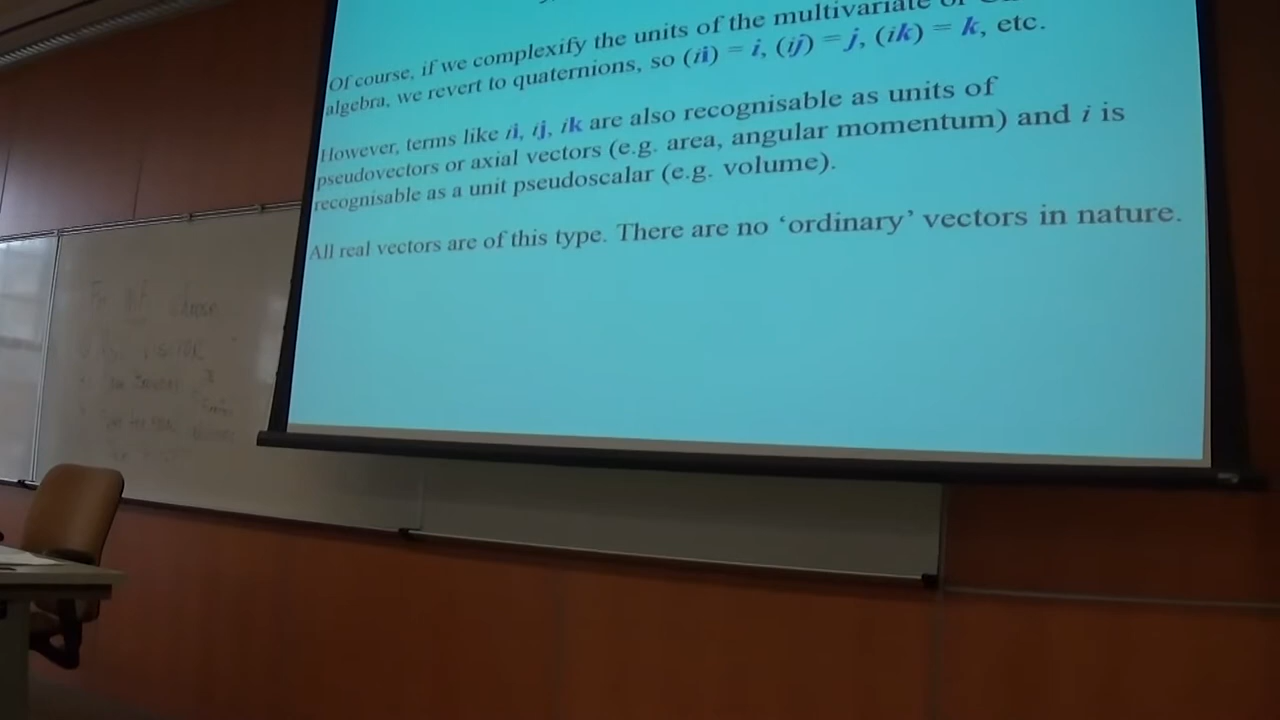 Of course, if we complexify the units of the multivariate or
algebra, we revert to quaternions, so (ii) = i, (ij) = j, (ik) = k, etc.
However, terms like ii, ij, ik are also recognisable as units of
pseudovectors or axial vectors (e.g. area, angular momentum) and i is
recognisable as a unit pseudoscalar (e.g. volume).
All real vectors are of this type. There are no ‘ordinary’ vectors in nature.